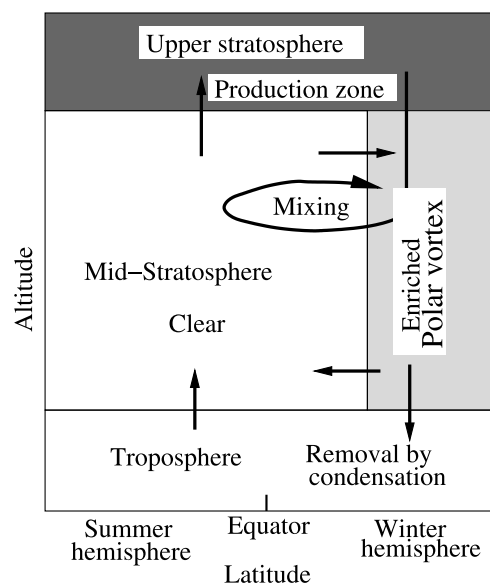 Upper stratosphere
Production zone
Mixing
Mid−Stratosphere
Clear
Enriched
Polar vortex
Altitude
Troposphere
Removal by
condensation
Summer
hemisphere
Equator
Winter
hemisphere
Latitude